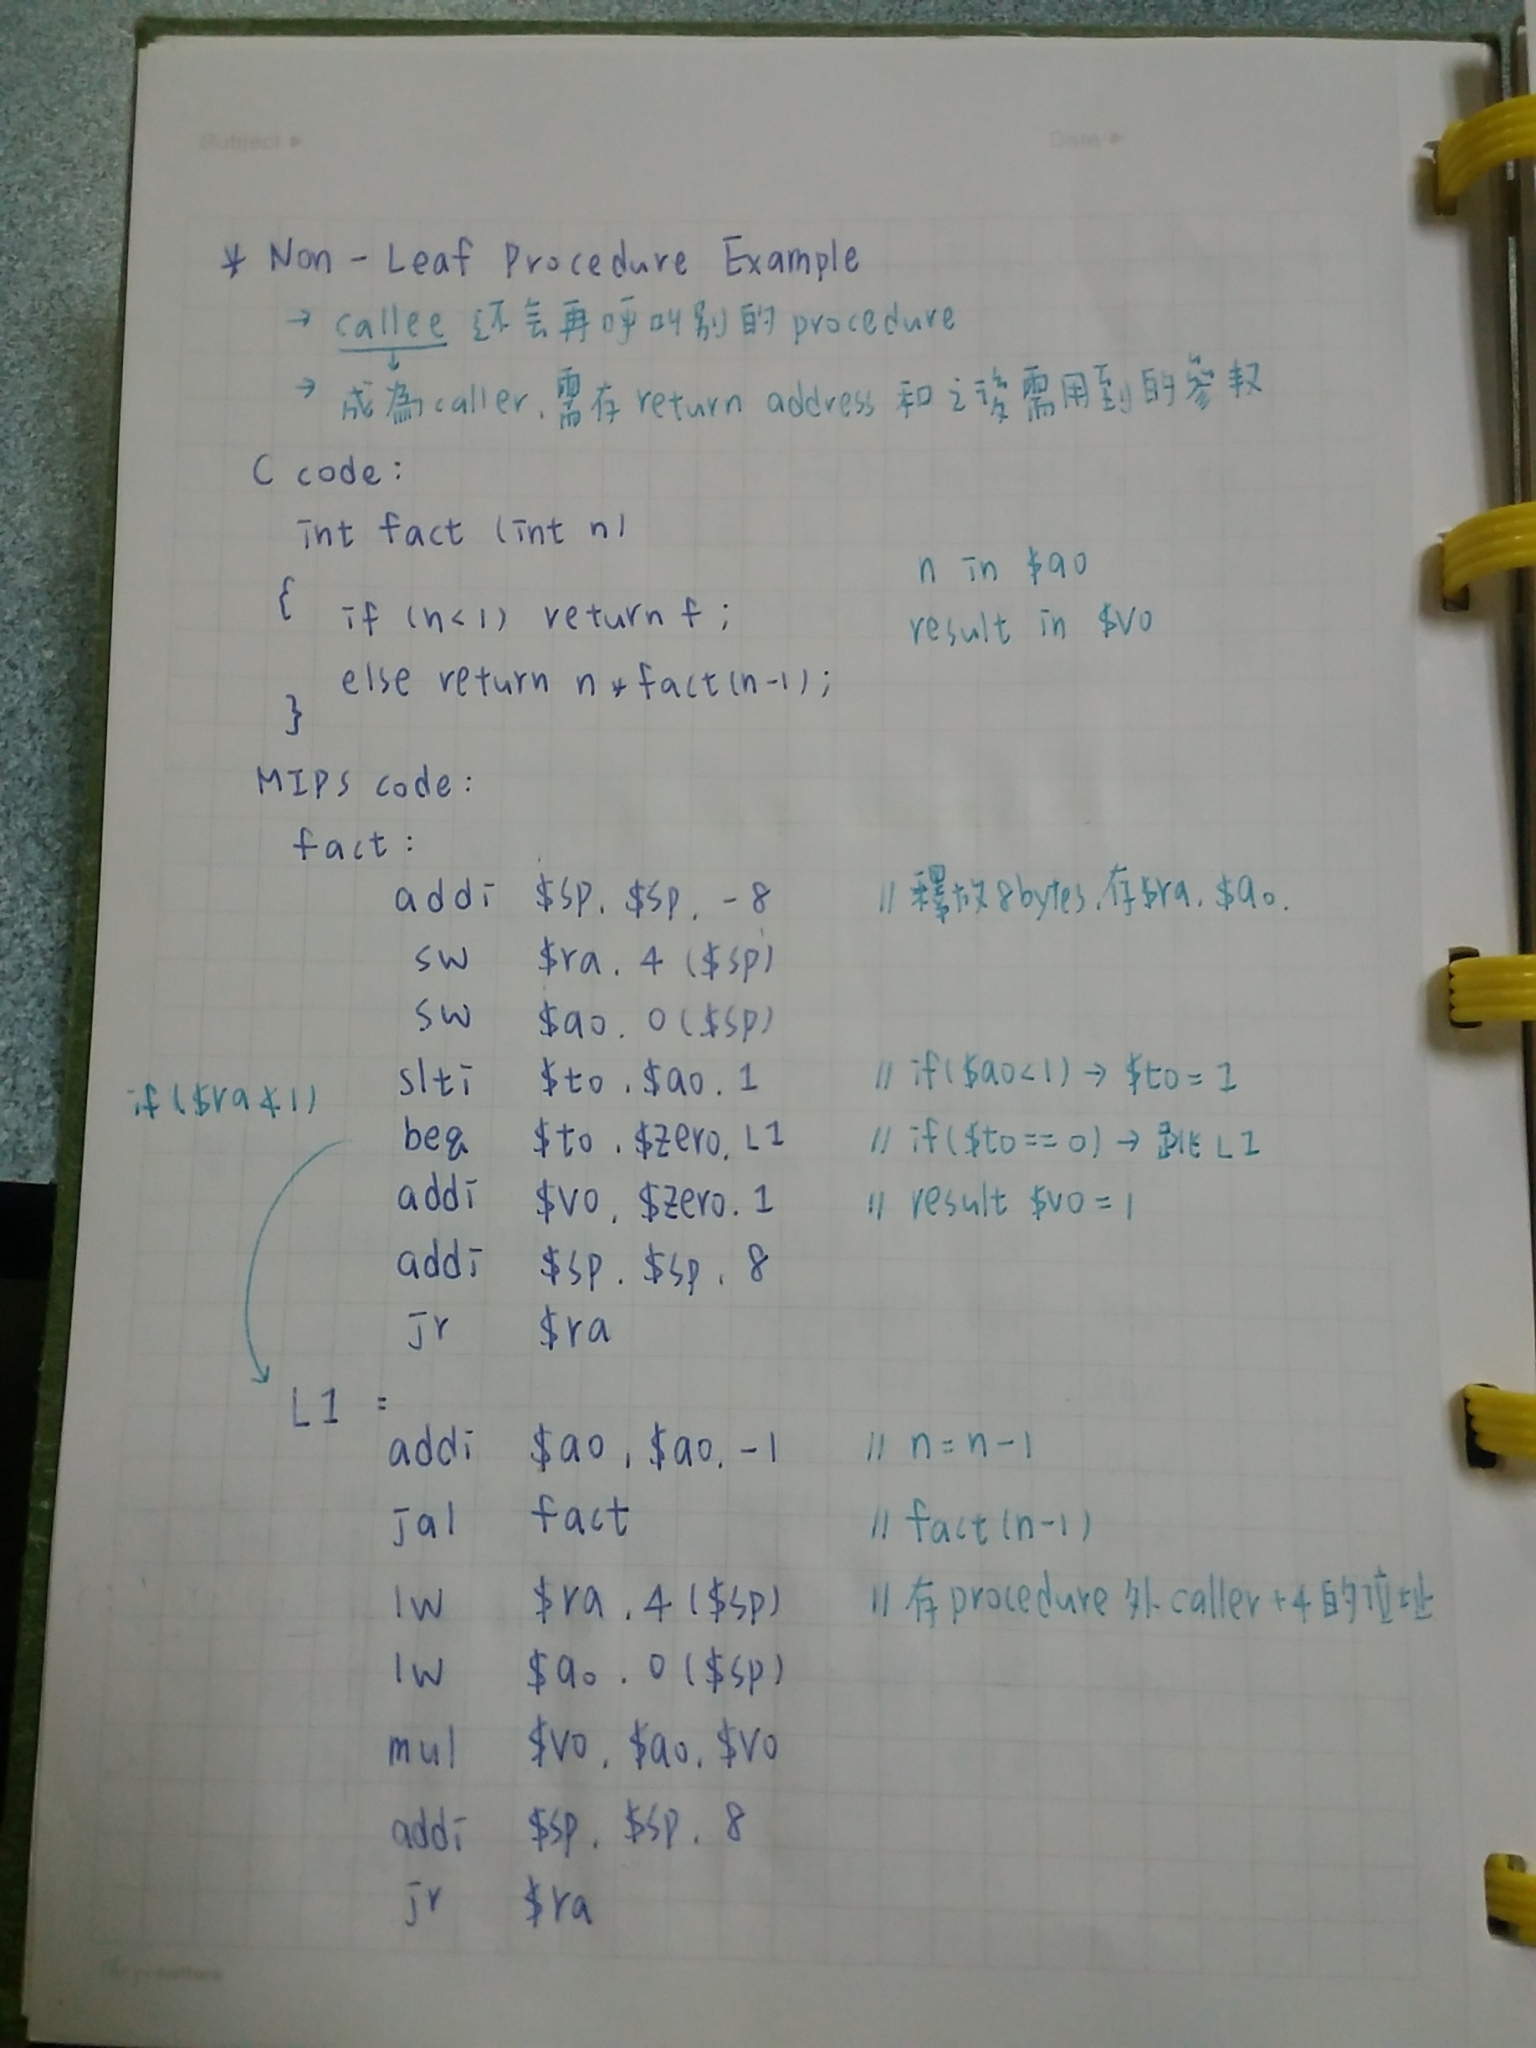 Subject ▸ Date ▸
* Non-Leaf Procedure Example
→ callee 还会再呼叫别的 procedure
→ 成為 caller, 需存 return address 和之後需用到的參數
C code:
int fact (int n)
n in $a0
{ if (n<1) return f;
result in $v0
else return n * fact(n-1);
}
MIPS code:
fact:
addi $sp, $sp, -8 // 釋放8bytes,存$ra, $a0.
sw $ra, 4 ($sp)
sw $a0, 0($sp)
slti $t0, $a0, 1 // if($a0<1) → $t0=1
if($ra≮1)
beq $t0, $zero, L1 // if($t0==0) → 跳 L1
addi $v0, $zero, 1 // result $v0=1
addi $sp, $sp, 8
jr $ra
L1 =
addi $a0, $a0, -1 // n=n-1
jal fact // fact(n-1)
lw $ra, 4($sp) // 存 procedure 外 caller+4的位址
lw $a0, 0($sp)
mul $v0, $a0, $v0
addi $sp, $sp, 8
jr $ra